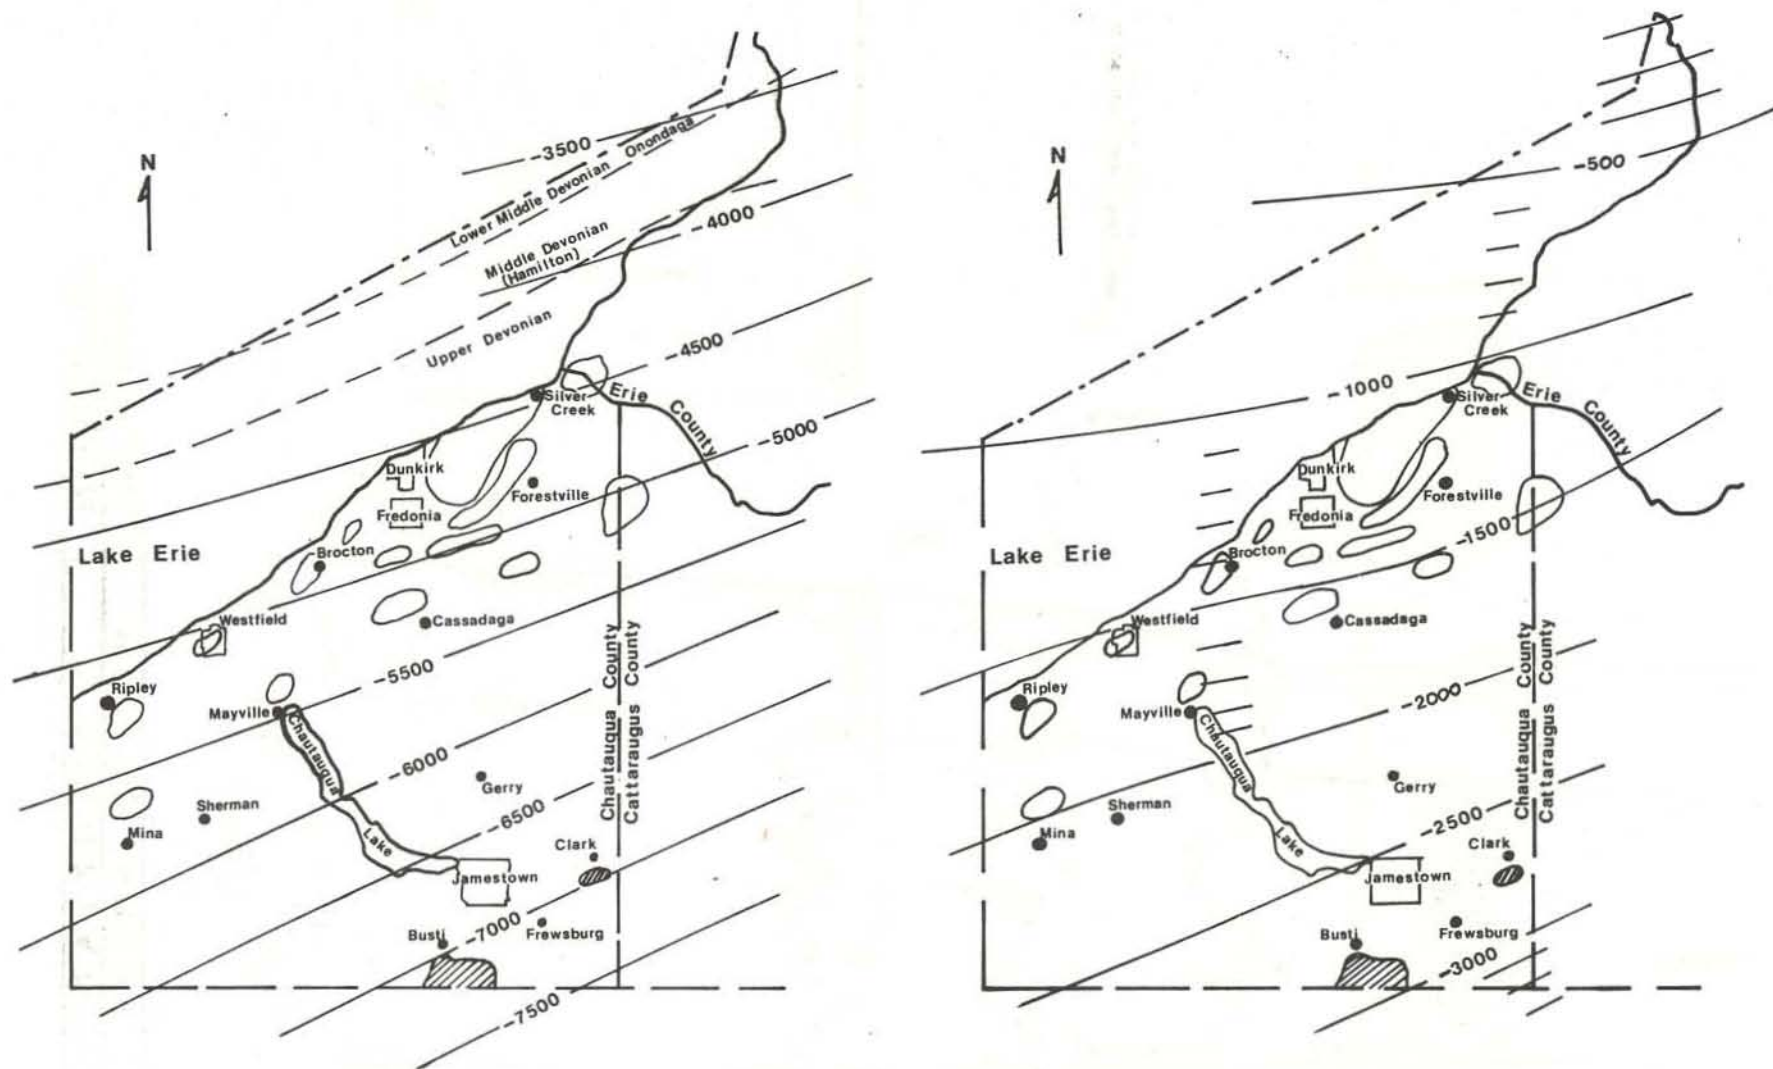 N
-3500
Lower Middle Devonian Onondaga
Middle Devonian
(Hamilton)
-4000
Upper Devonian
-4500
Silver
Creek
Erie County
-5000
Dunkirk
Forestville
Fredonia
Lake Erie
Brocton
Westfield
Cassadaga
-5500
Chautauqua County
Cattaraugus County
Ripley
Mayville
Chautauqua
Lake
-6000
Gerry
Sherman
-6500
Mina
Clark
Jamestown
-7000
Busti
Frewsburg
-7500
N
-500
-1000
Silver
Creek
Erie County
Dunkirk
Forestville
Fredonia
-1500
Lake Erie
Brocton
Westfield
Cassadaga
Chautauqua County
Cattaraugus County
Ripley
-2000
Mayville
Chautauqua
Lake
Gerry
Sherman
-2500
Mina
Clark
Jamestown
Busti
Frewsburg
-3000